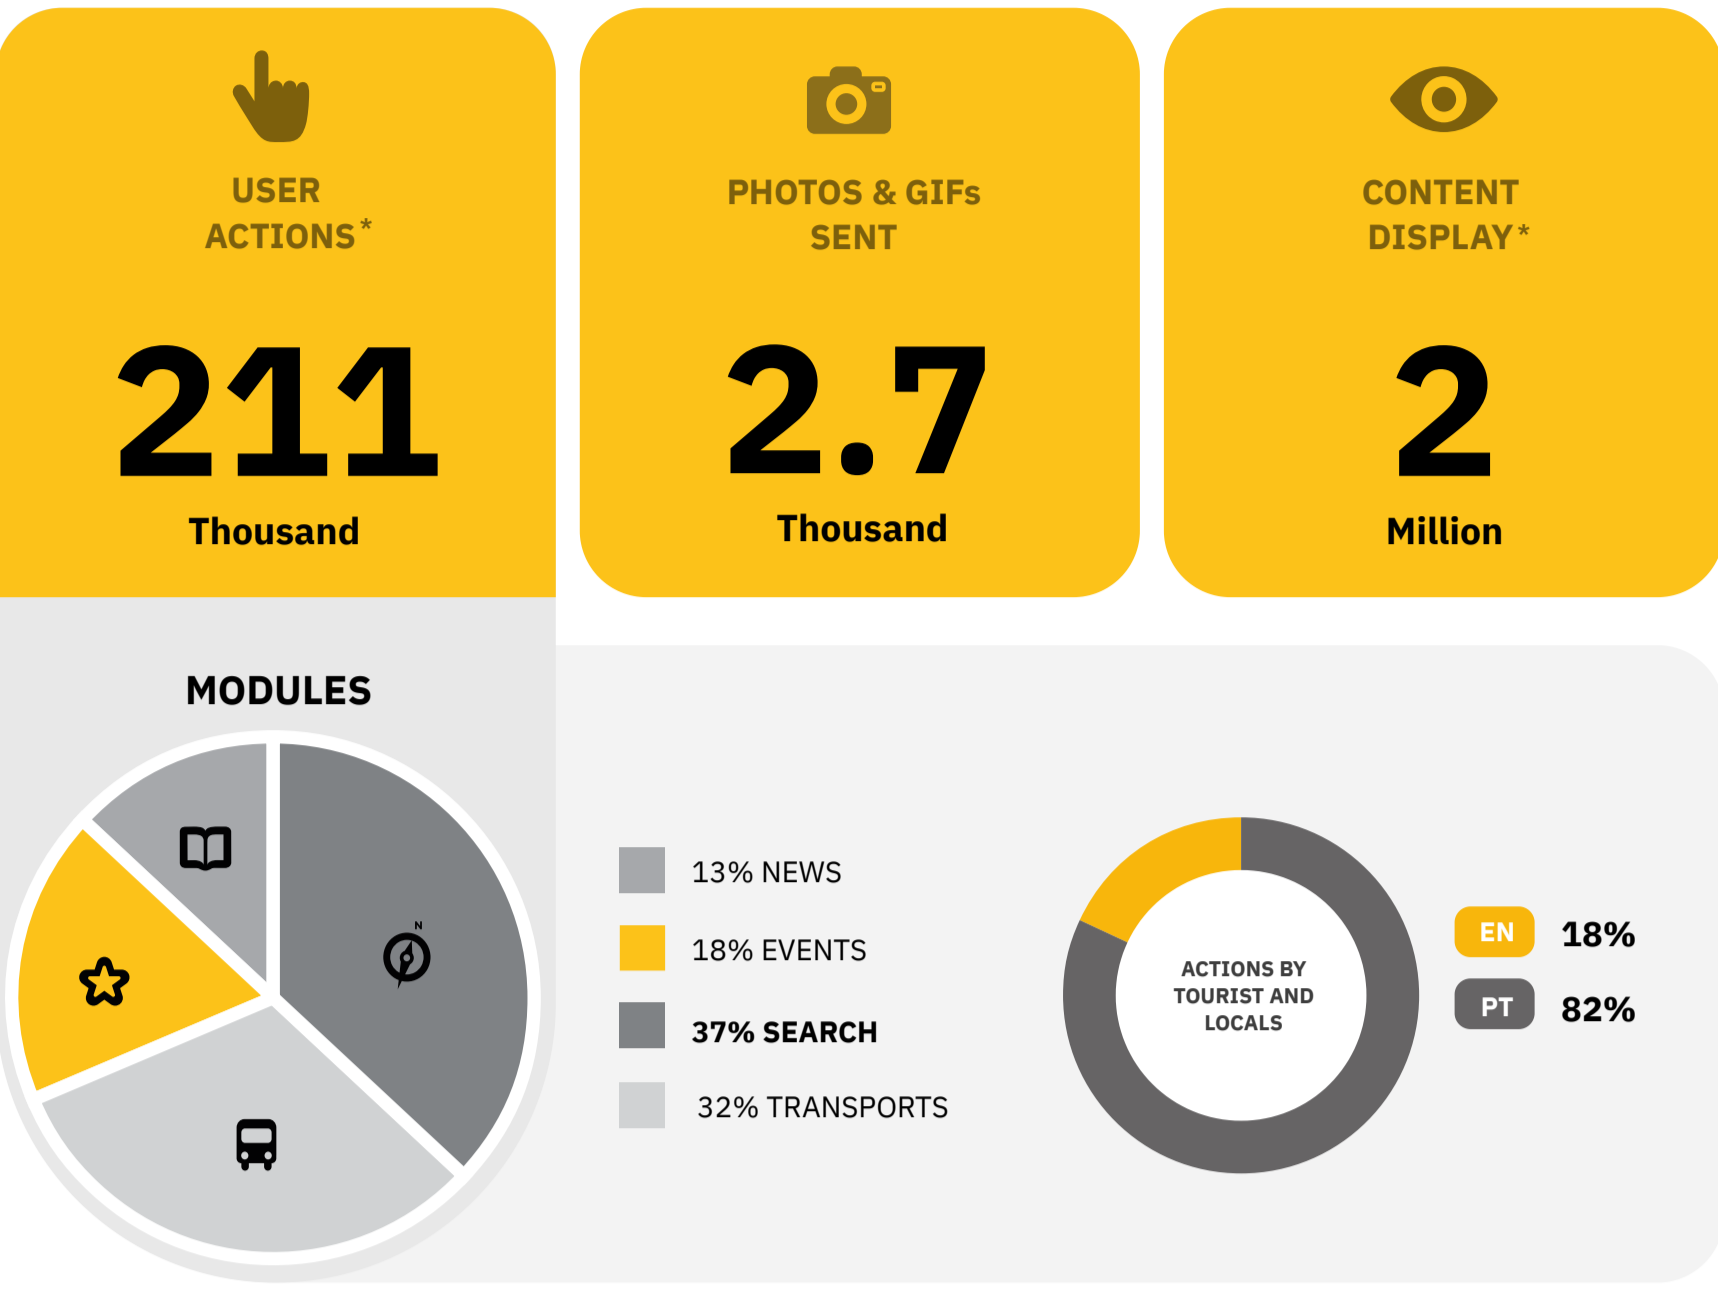 USER
ACTIONS*
211
Thousand
PHOTOS & GIFs
SENT
2.7
Thousand
CONTENT
DISPLAY*
2
Million
MODULES
N
13% NEWS
18% EVENTS
37% SEARCH
32% TRANSPORTS
ACTIONS BY
TOURIST AND
LOCALS
EN 18%
PT 82%